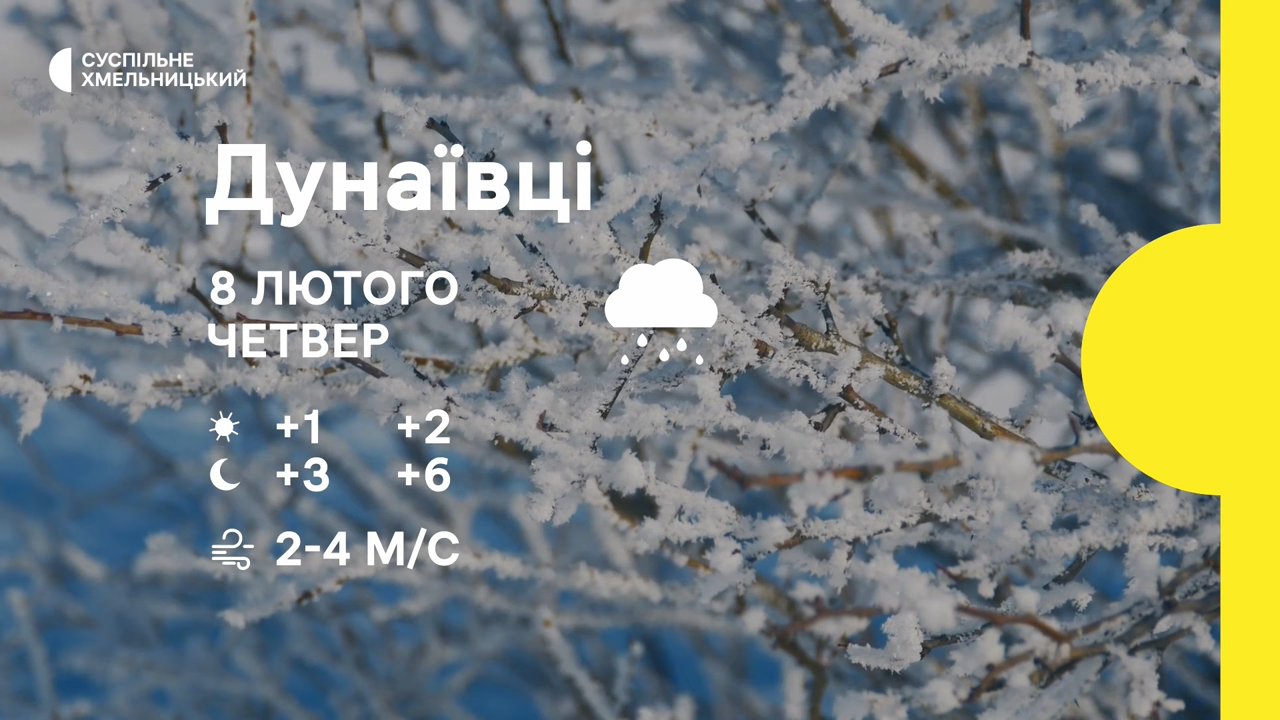 СУСПІЛЬНЕ
ХМЕЛЬНИЦЬКИЙ
Дунаївці
8 ЛЮТОГО
ЧЕТВЕР
+1 +2
+3 +6
2-4 М/С